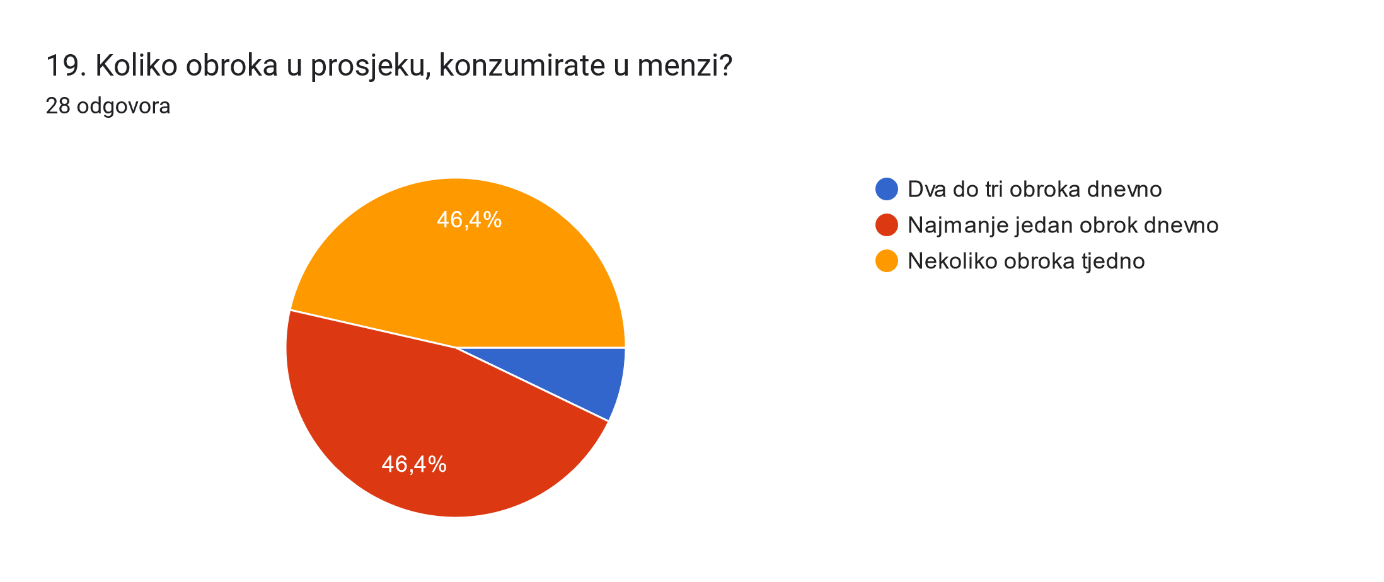 19. Koliko obroka u prosjeku, konzumirate u menzi?
28 odgovora
46,4%
46,4%
Dva do tri obroka dnevno
Najmanje jedan obrok dnevno
Nekoliko obroka tjedno